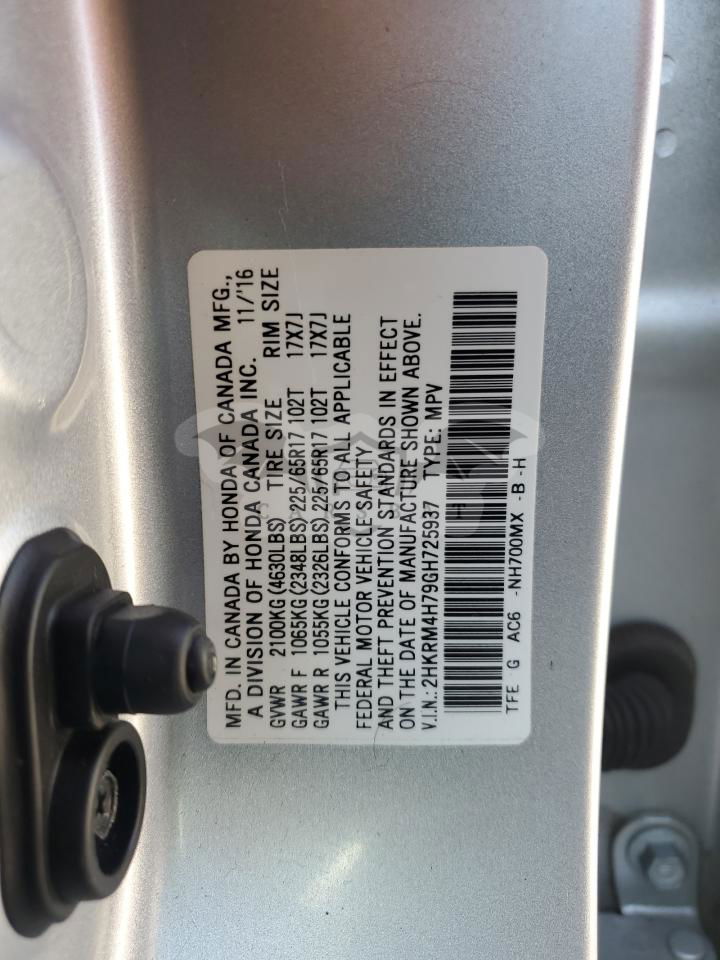 MFD. IN CANADA BY HONDA OF CANADA MFG.,
A DIVISION OF HONDA CANADA INC. 11/'16
GVWR 2100KG(4630LBS) TIRE SIZE RIM SIZE
GAWR F 1065KG(2348LBS) 225/65R17 102T 17X7J
GAWR R 1055KG(2326LBS) 225/65R17 102T 17X7J
THIS VEHICLE CONFORMS TO ALL APPLICABLE
FEDERAL MOTOR VEHICLE SAFETY
AND THEFT PREVENTION STANDARDS IN EFFECT
ON THE DATE OF MANUFACTURE SHOWN ABOVE.
V.I.N.:2HKRM4H79GH725937 TYPE: MPV
TFE G AC6 -NH700MX -B -H